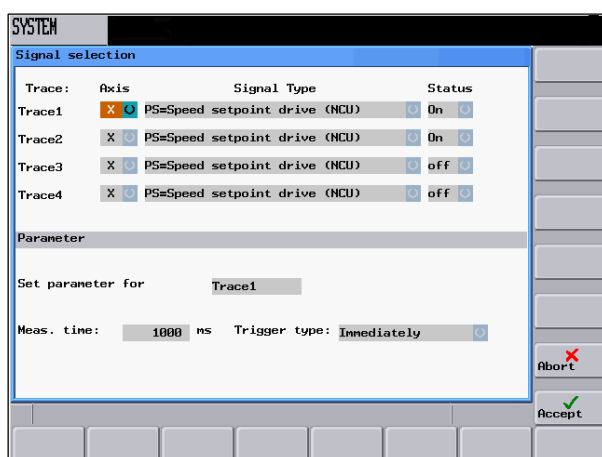 SYSTEM
Signal selection
Trace: Axis Signal Type Status
Trace1 X PS=Speed setpoint drive (NCU) On
Trace2 X PS=Speed setpoint drive (NCU) On
Trace3 X PS=Speed setpoint drive (NCU) off
Trace4 X PS=Speed setpoint drive (NCU) off
Parameter
Set parameter for Trace1
Meas. time: 1000 ms Trigger type: Immediately
Abort
Accept